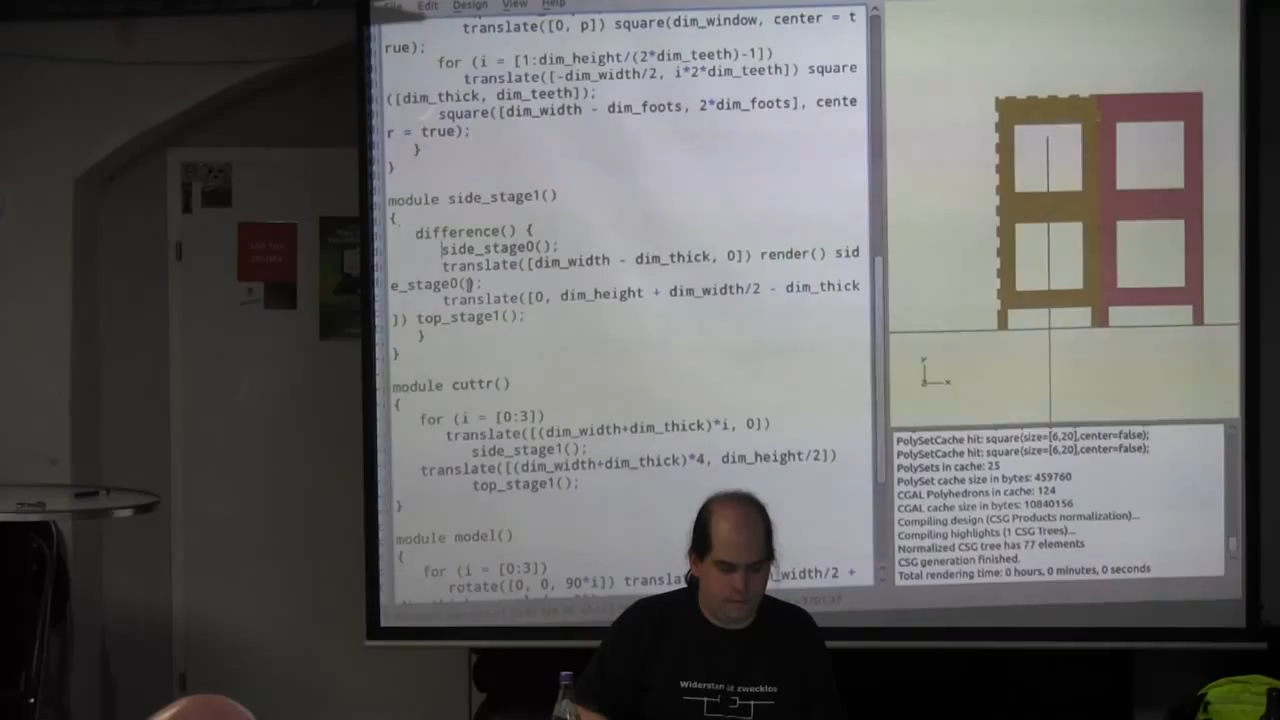 File Edit Design View Help
translate([0, p]) square(dim_window, center = t
rue);
for (i = [1:dim_height/(2*dim_teeth)-1])
translate([-dim_width/2, i*2*dim_teeth]) square
([dim_thick, dim_teeth]);
square([dim_width - dim_foots, 2*dim_foots], cente
r = true);
}
}
module side_stage1()
{
difference() {
side_stage0();
translate([dim_width - dim_thick, 0]) render() sid
e_stage0();
translate([0, dim_height + dim_width/2 - dim_thick
]) top_stage1();
}
}
module cuttr()
{
for (i = [0:3])
translate([(dim_width+dim_thick)*i, 0])
side_stage1();
translate([(dim_width+dim_thick)*4, dim_height/2])
top_stage1();
}
module model()
{
for (i = [0:3])
rotate([0, 0, 90*i]) transla m_width/2 +
Y
x
PolySetCache hit: square(size=[6,20],center=false);
PolySetCache hit: square(size=[6,20],center=false);
PolySets in cache: 25
PolySet cache size in bytes: 459760
CGAL Polyhedrons in cache: 124
CGAL cache size in bytes: 10840156
Compiling design (CSG Products normalization)...
Compiling highlights (1 CSG Trees)...
Normalized CSG tree has 77 elements
CSG generation finished.
Total rendering time: 0 hours, 0 minutes, 0 seconds
Widerstan ist zwecklos